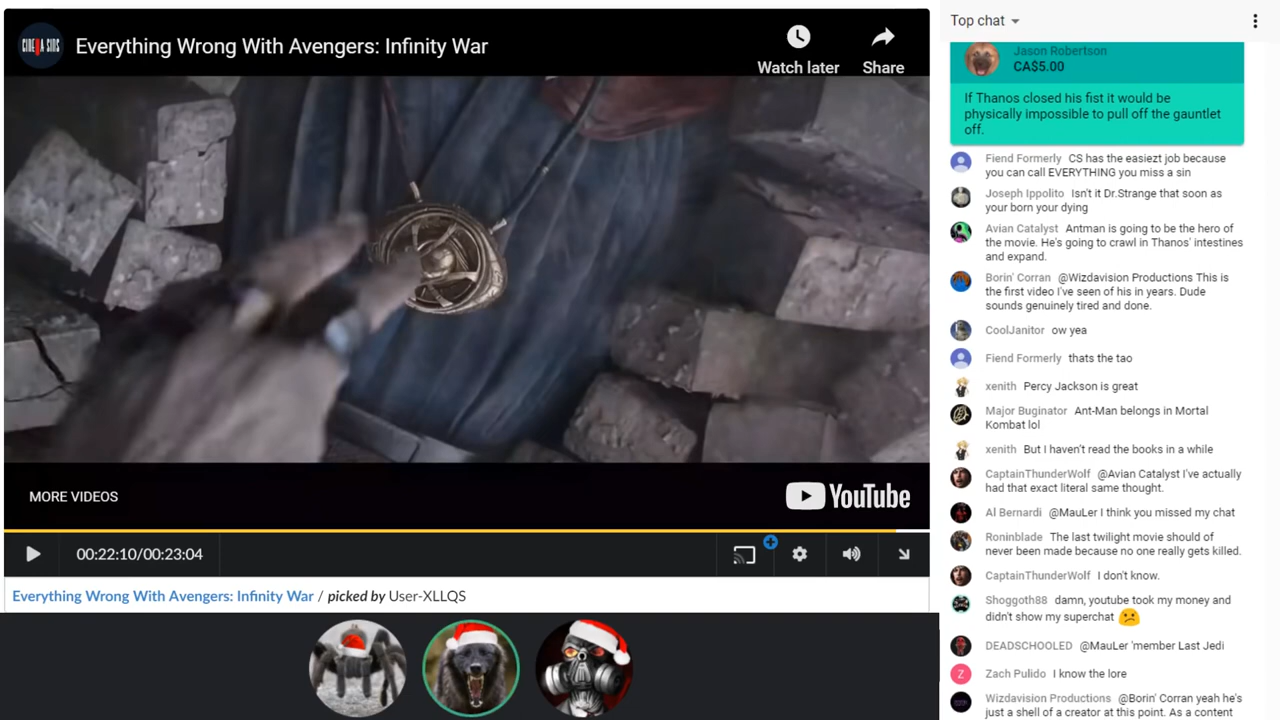 CINEMA SINS
Everything Wrong With Avengers: Infinity War
Watch later
Share
MORE VIDEOS
YouTube
00:22:10/00:23:04
Everything Wrong With Avengers: Infinity War / picked by User-XLLQS
Top chat
Jason Robertson
CA$5.00
If Thanos closed his fist it would be
physically impossible to pull off the gauntlet
off.
Fiend Formerly CS has the easiezt job because
you can call EVERYTHING you miss a sin
Joseph Ippolito Isn't it Dr.Strange that soon as
your born your dying
Avian Catalyst Antman is going to be the hero of
the movie. He's going to crawl in Thanos' intestines
and expand.
Borin' Corran @Wizdavision Productions This is
the first video I've seen of his in years. Dude
sounds genuinely tired and done.
CoolJanitor ow yea
Fiend Formerly thats the tao
xenith Percy Jackson is great
Major Buginator Ant-Man belongs in Mortal
Kombat lol
xenith But I haven't read the books in a while
CaptainThunderWolf @Avian Catalyst I've actually
had that exact literal same thought.
Al Bernardi @MauLer I think you missed my chat
Roninblade The last twilight movie should of
never been made because no one really gets killed.
CaptainThunderWolf I don't know.
Shoggoth88 damn, youtube took my money and
didn't show my superchat
DEADSCHOOLED @MauLer 'member Last Jedi
Z
Zach Pulido I know the lore
Wizdavision Productions @Borin' Corran yeah he's
just a shell of a creator at this point. As a content